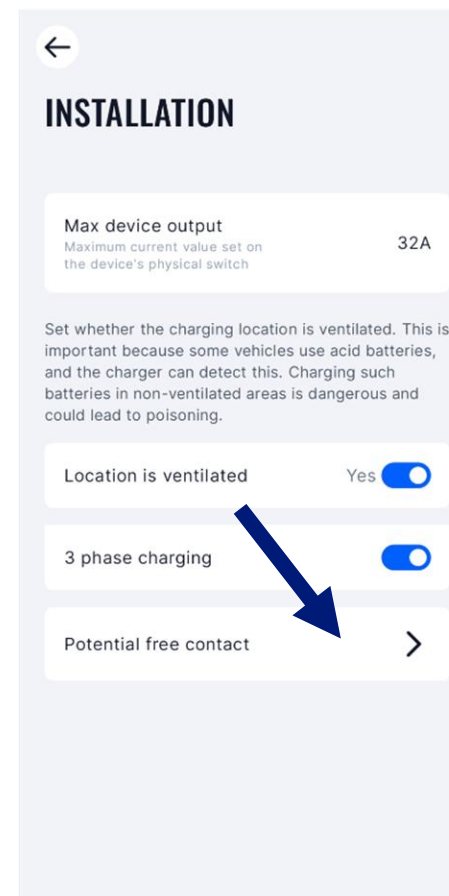 INSTALLATION
Max device output
Maximum current value set on
the device's physical switch
32A
Set whether the charging location is ventilated. This is
important because some vehicles use acid batteries,
and the charger can detect this. Charging such
batteries in non-ventilated areas is dangerous and
could lead to poisoning.
Location is ventilated Yes
3 phase charging
Potential free contact